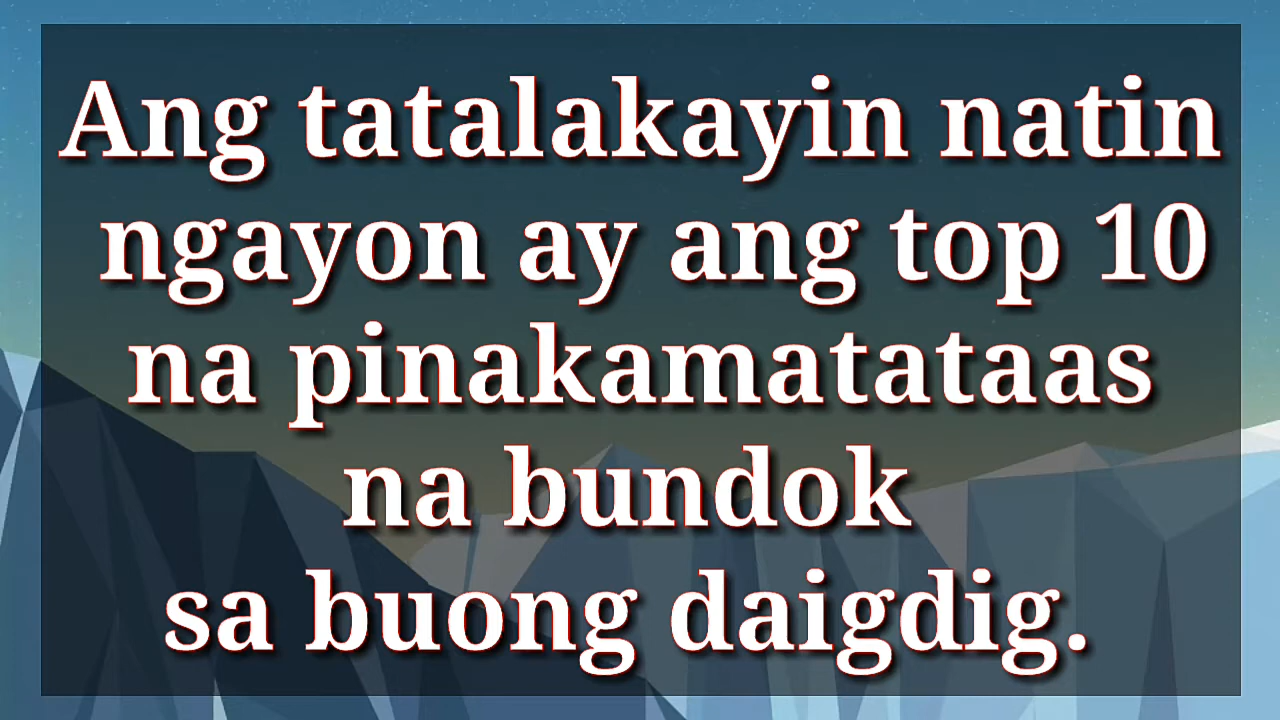 Ang tatalakayin natin
ngayon ay ang top 10
na pinakamatataas
na bundok
sa buong daigdig.